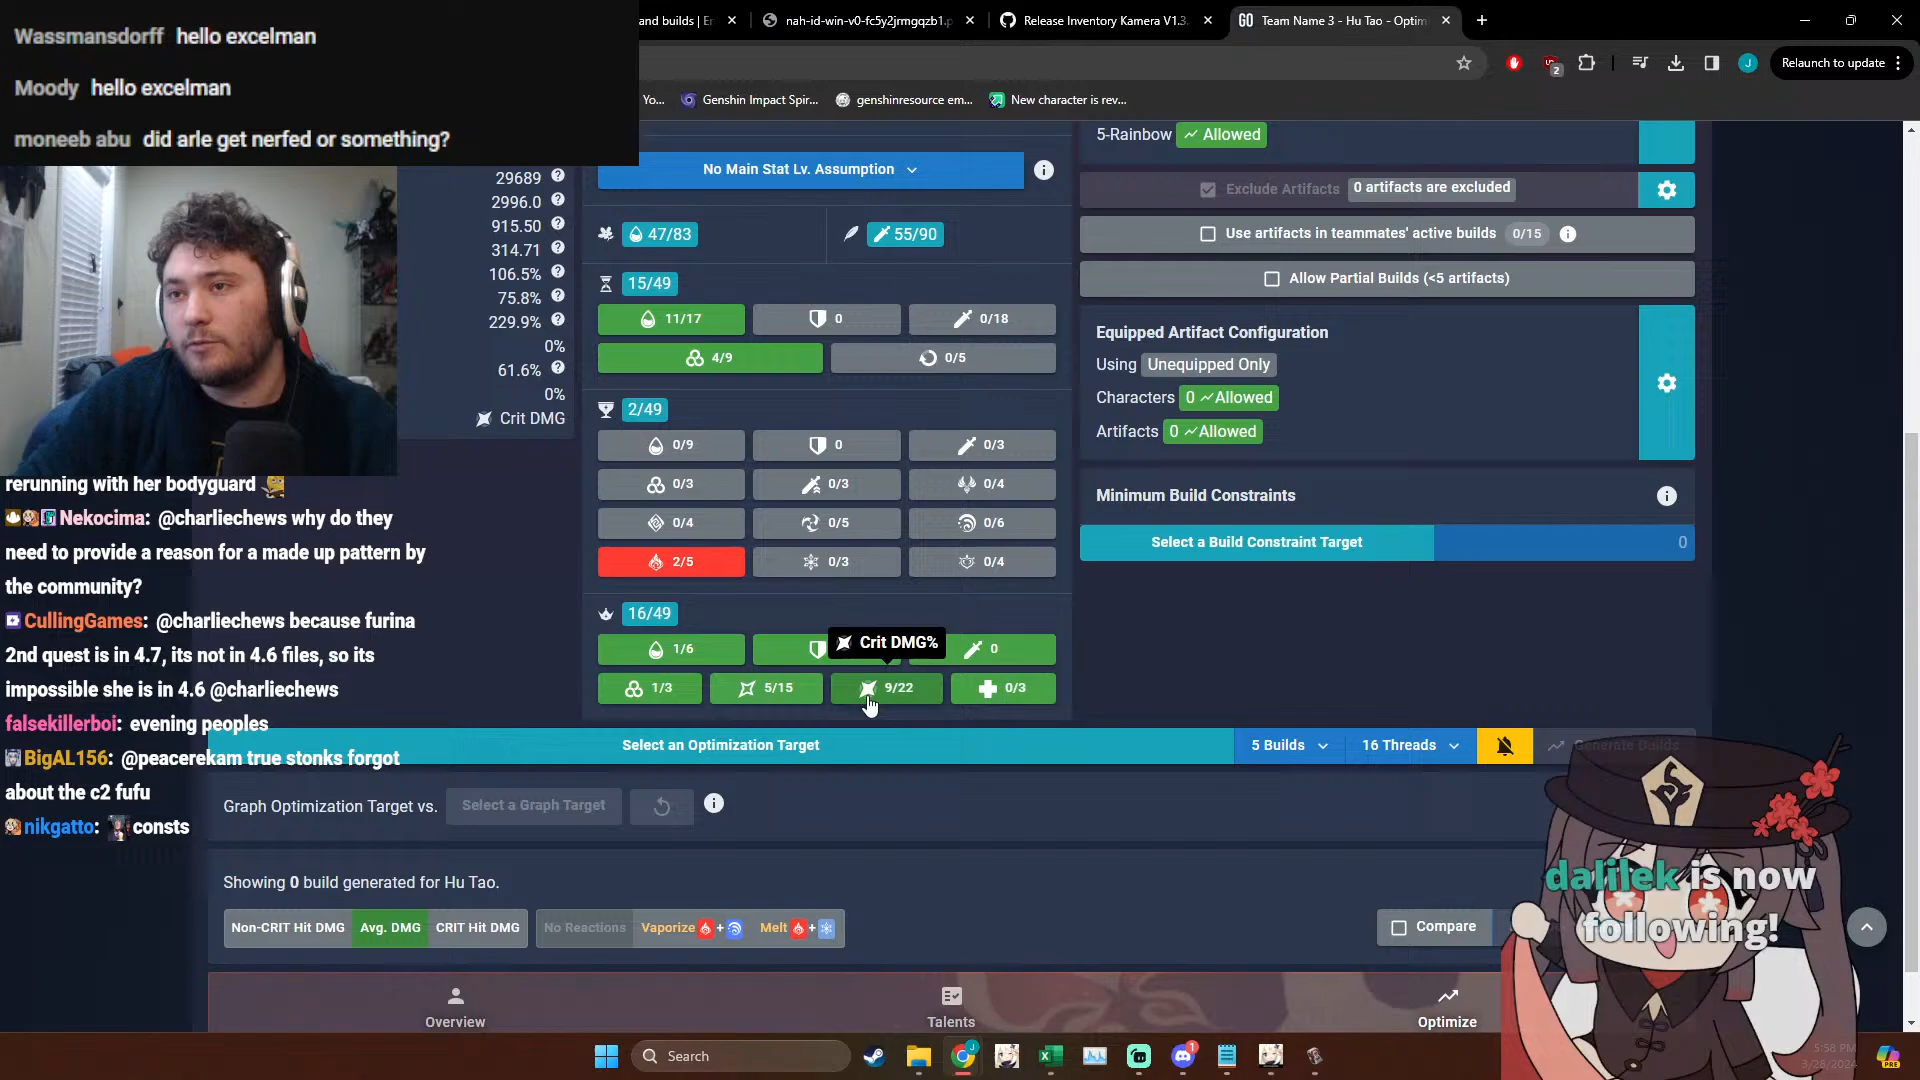 Wassmansdorff hello excelman
Moody hello excelman
moneeb abu did arle get nerfed or something?
and builds | Er
nah-id-win-v0-fc5y2jrmgqzb1.p
Release Inventory Kamera V1.3.
GO Team Name 3 - Hu Tao - Optim
2
J
Relaunch to update
Yo...
Genshin Impact Spir...
genshinresource em...
New character is rev...
29689
2996.0
915.50
314.71
106.5%
75.8%
229.9%
0%
61.6%
0%
Crit DMG
No Main Stat Lv. Assumption
47/83
55/90
15/49
11/17
0
0/18
4/9
0/5
2/49
0/9
0
0/3
0/3
0/3
0/4
0/4
0/5
0/6
2/5
0/3
0/4
16/49
1/6
Crit DMG%
0
1/3
5/15
9/22
0/3
5-Rainbow Allowed
Exclude Artifacts 0 artifacts are excluded
Use artifacts in teammates' active builds 0/15
Allow Partial Builds (<5 artifacts)
Equipped Artifact Configuration
Using Unequipped Only
Characters 0 Allowed
Artifacts 0 Allowed
Minimum Build Constraints
Select a Build Constraint Target 0
rerunning with her bodyguard
Nekocima: @charliechews why do they
need to provide a reason for a made up pattern by
the community?
CullingGames: @charliechews because furina
2nd quest is in 4.7, its not in 4.6 files, so its
impossible she is in 4.6 @charliechews
falsekillerboi: evening peoples
BigAL156: @peacerekam true stonks forgot
about the c2 fufu
nikgatto: consts
Select an Optimization Target
5 Builds
16 Threads
Generate Builds
Graph Optimization Target vs. Select a Graph Target
Showing 0 build generated for Hu Tao.
Non-CRIT Hit DMG Avg. DMG CRIT Hit DMG
No Reactions Vaporize + Melt +
Compare
dalilek is now
following!
Overview
Talents
Optimize
Search
1
5:58 PM
3/28/2024
PRE